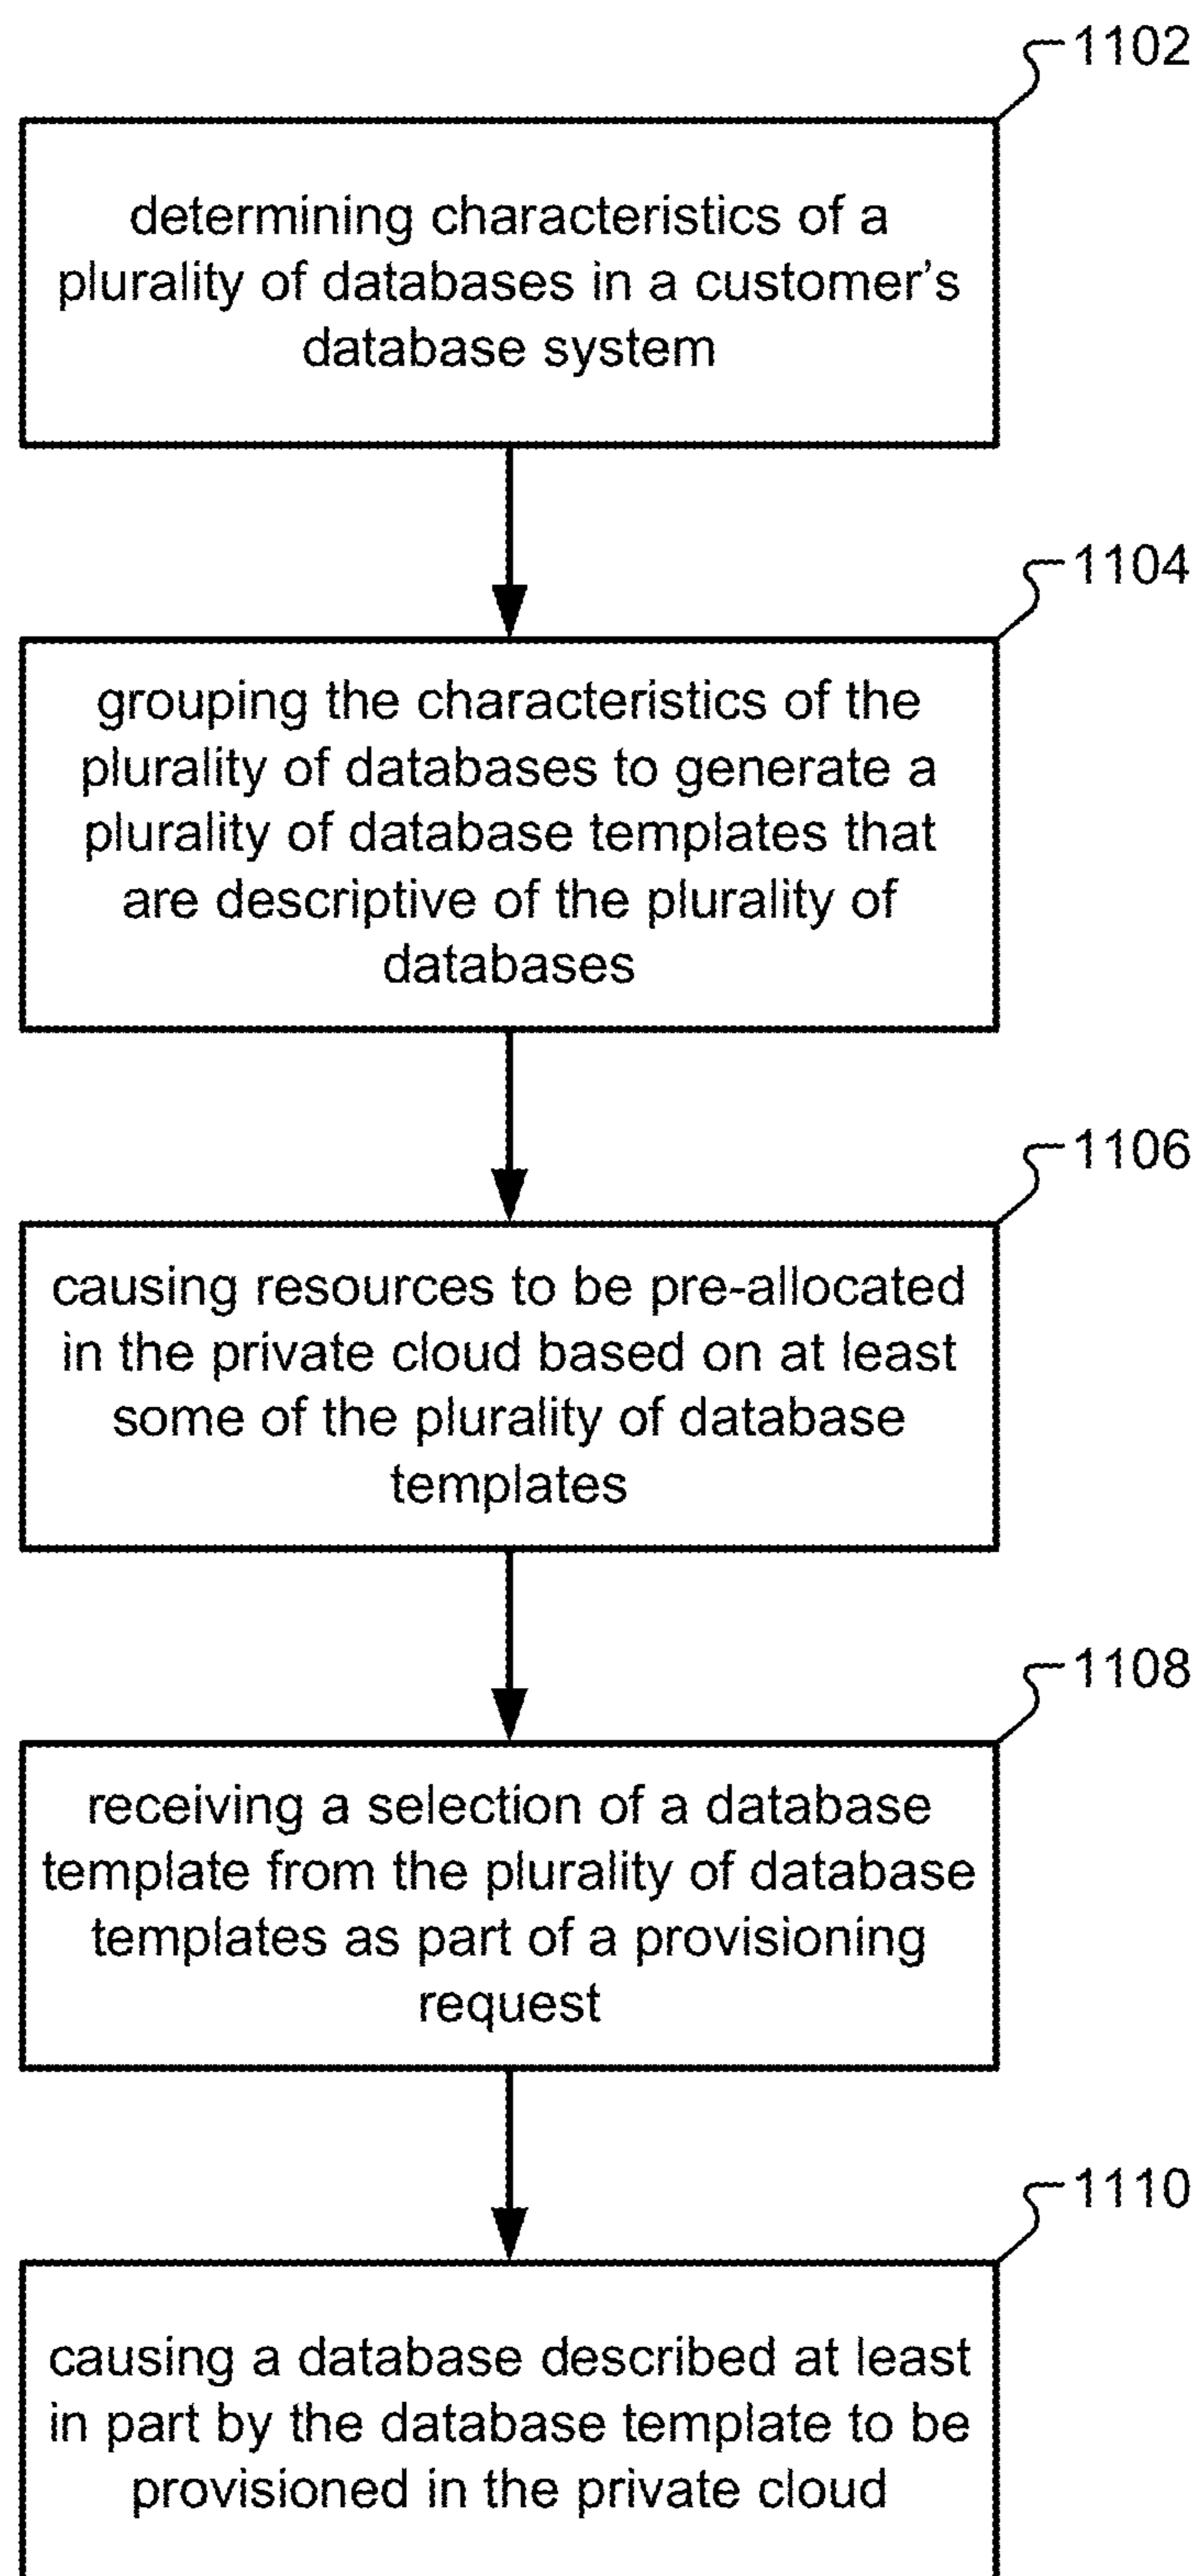 1102
determining characteristics of a
plurality of databases in a customer's
database system
1104
grouping the characteristics of the
plurality of databases to generate a
plurality of database templates that
are descriptive of the plurality of
databases
1106
causing resources to be pre-allocated
in the private cloud based on at least
some of the plurality of database
templates
1108
receiving a selection of a database
template from the plurality of database
templates as part of a provisioning
request
1110
causing a database described at least
in part by the database template to be
provisioned in the private cloud